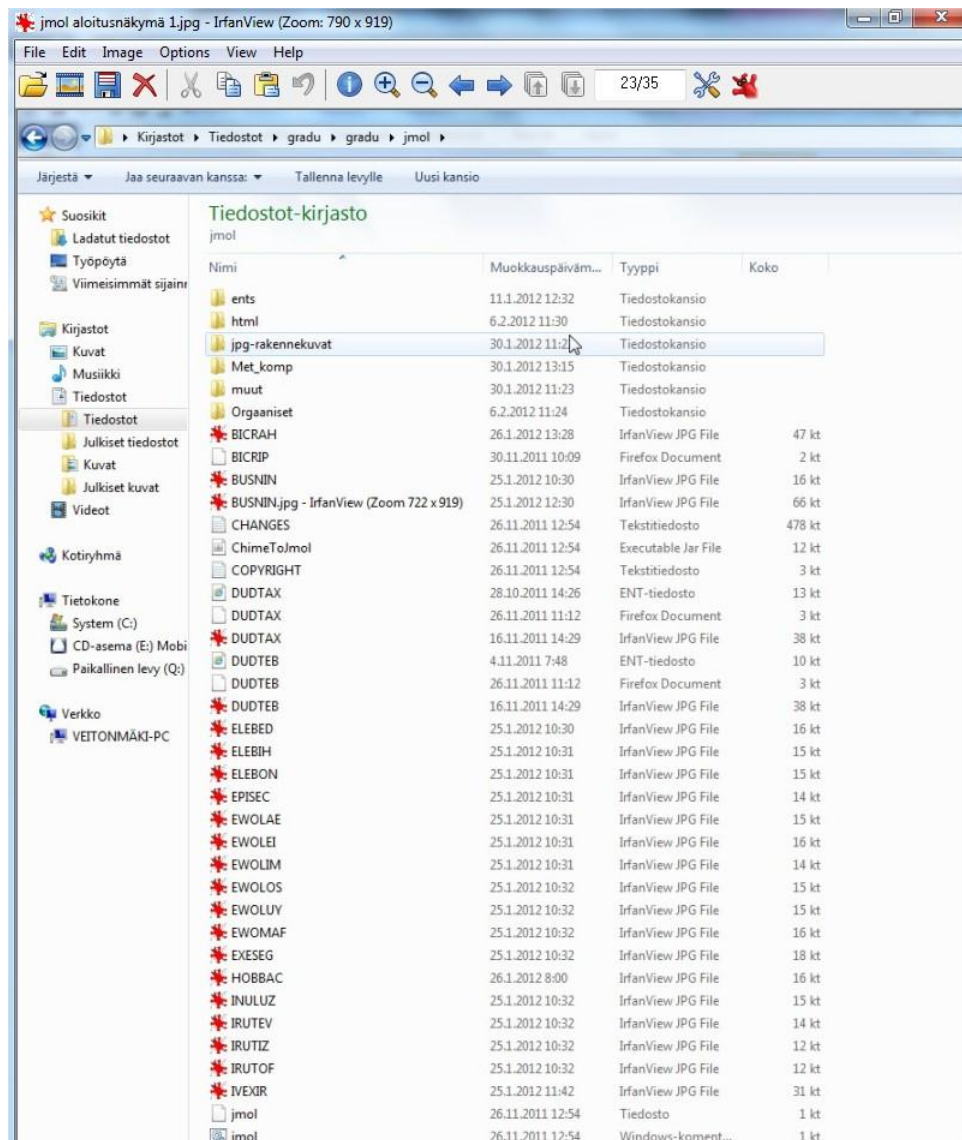 jmol aloitusnäkymä 1.jpg - IrfanView (Zoom: 790 x 919)
File Edit Image Options View Help
23/35
Kirjastot Tiedostot gradu gradu jmol
Järjestä Jaa seuraavan kanssa: Tallenna levylle Uusi kansio
Suosikit
Ladatut tiedostot
Työpöytä
Viimeisimmät sijainn
Kirjastot
Kuvat
Musiikki
Tiedostot
Tiedostot
Julkiset tiedostot
Kuvat
Julkiset kuvat
Videot
Kotiryhmä
Tietokone
System (C:)
CD-asema (E:) Mobi
Paikallinen levy (Q:)
Verkko
VEITONMÄKI-PC
Tiedostot-kirjasto
jmol
Nimi Muokkauspäiväm... Tyyppi Koko
ents 11.1.2012 12:32 Tiedostokansio
html 6.2.2012 11:30 Tiedostokansio
jpg-rakennekuvat 30.1.2012 11:2 Tiedostokansio
Met_komp 30.1.2012 13:15 Tiedostokansio
muut 30.1.2012 11:23 Tiedostokansio
Orgaaniset 6.2.2012 11:24 Tiedostokansio
BICRAH 26.1.2012 13:28 IrfanView JPG File 47 kt
BICRIP 30.11.2011 10:09 Firefox Document 2 kt
BUSNIN 25.1.2012 10:30 IrfanView JPG File 16 kt
BUSNIN.jpg - IrfanView (Zoom 722 x 919) 25.1.2012 12:30 IrfanView JPG File 66 kt
CHANGES 26.11.2011 12:54 Tekstitiedosto 478 kt
ChimeToJmol 26.11.2011 12:54 Executable Jar File 12 kt
COPYRIGHT 26.11.2011 12:54 Tekstitiedosto 3 kt
DUDTAX 28.10.2011 14:26 ENT-tiedosto 13 kt
DUDTAX 26.11.2011 11:12 Firefox Document 3 kt
DUDTAX 16.11.2011 14:29 IrfanView JPG File 38 kt
DUDTEB 4.11.2011 7:48 ENT-tiedosto 10 kt
DUDTEB 26.11.2011 11:12 Firefox Document 3 kt
DUDTEB 16.11.2011 14:29 IrfanView JPG File 38 kt
ELEBED 25.1.2012 10:30 IrfanView JPG File 16 kt
ELEBIH 25.1.2012 10:31 IrfanView JPG File 15 kt
ELEBON 25.1.2012 10:31 IrfanView JPG File 15 kt
EPISEC 25.1.2012 10:31 IrfanView JPG File 14 kt
EWOLAE 25.1.2012 10:31 IrfanView JPG File 15 kt
EWOLEI 25.1.2012 10:31 IrfanView JPG File 16 kt
EWOLIM 25.1.2012 10:31 IrfanView JPG File 14 kt
EWOLOS 25.1.2012 10:32 IrfanView JPG File 15 kt
EWOLUY 25.1.2012 10:32 IrfanView JPG File 15 kt
EWOMAF 25.1.2012 10:32 IrfanView JPG File 16 kt
EXESEG 25.1.2012 10:32 IrfanView JPG File 18 kt
HOBBAC 26.1.2012 8:00 IrfanView JPG File 16 kt
INULUZ 25.1.2012 10:32 IrfanView JPG File 15 kt
IRUTEV 25.1.2012 10:32 IrfanView JPG File 14 kt
IRUTIZ 25.1.2012 10:32 IrfanView JPG File 12 kt
IRUTOF 25.1.2012 10:32 IrfanView JPG File 12 kt
IVEXIR 25.1.2012 11:42 IrfanView JPG File 31 kt
jmol 26.11.2011 12:54 Tiedosto 1 kt
jmol 26.11.2011 12:54 Windows-koment... 1 kt